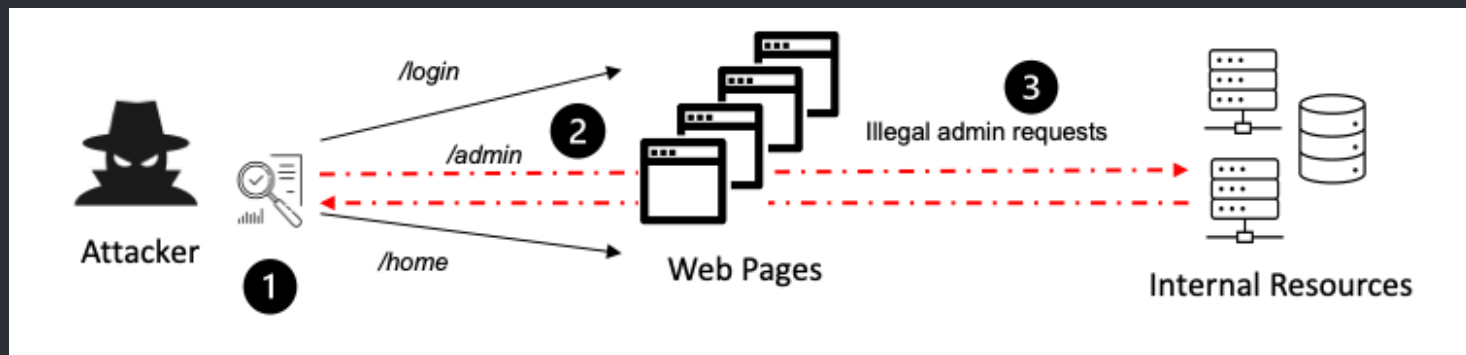 /login
3
2
Illegal admin requests
/admin
Attacker
/home
Web Pages
1
Internal Resources